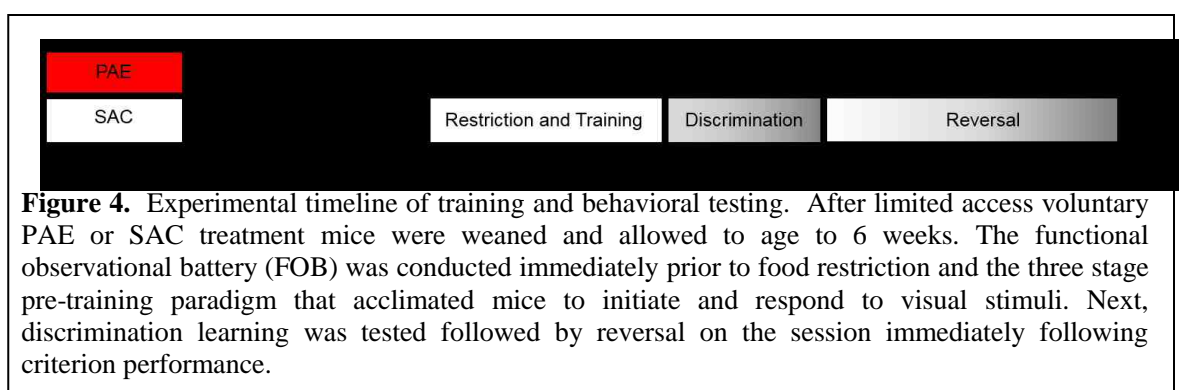 PAE
SAC
Restriction and Training Discrimination Reversal
Figure 4. Experimental timeline of training and behavioral testing. After limited access voluntary
PAE or SAC treatment mice were weaned and allowed to age to 6 weeks. The functional
observational battery (FOB) was conducted immediately prior to food restriction and the three stage
pre-training paradigm that acclimated mice to initiate and respond to visual stimuli. Next,
discrimination learning was tested followed by reversal on the session immediately following
criterion performance.